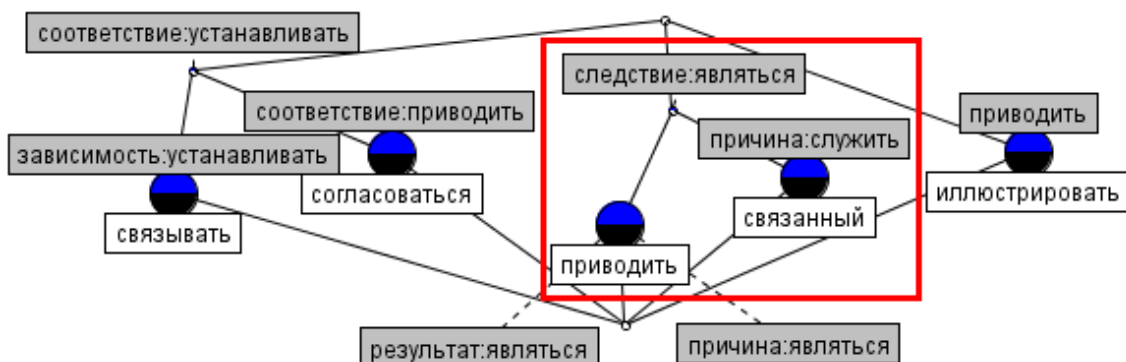 соответствие:устанавливать
следствие:являться
соответствие:приводить
приводить
зависимость:устанавливать
причина:служить
согласоваться
иллюстрировать
связывать
связанный
приводить
результат:являться
причина:являться